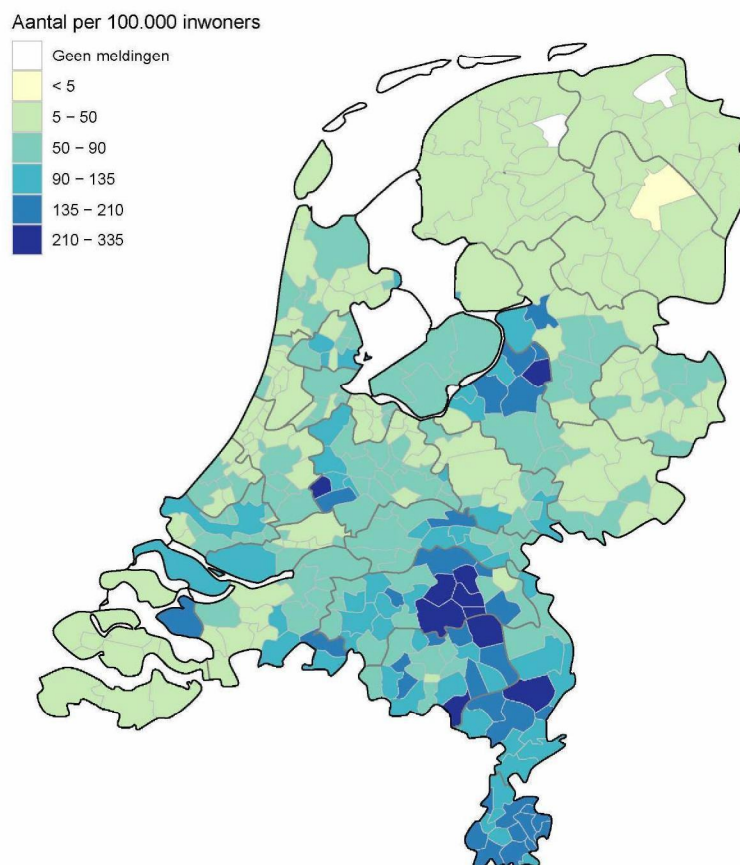 Aantal per 100.000 inwoners
Geen meldingen
< 5
5 – 50
50 – 90
90 – 135
135 – 210
210 – 335